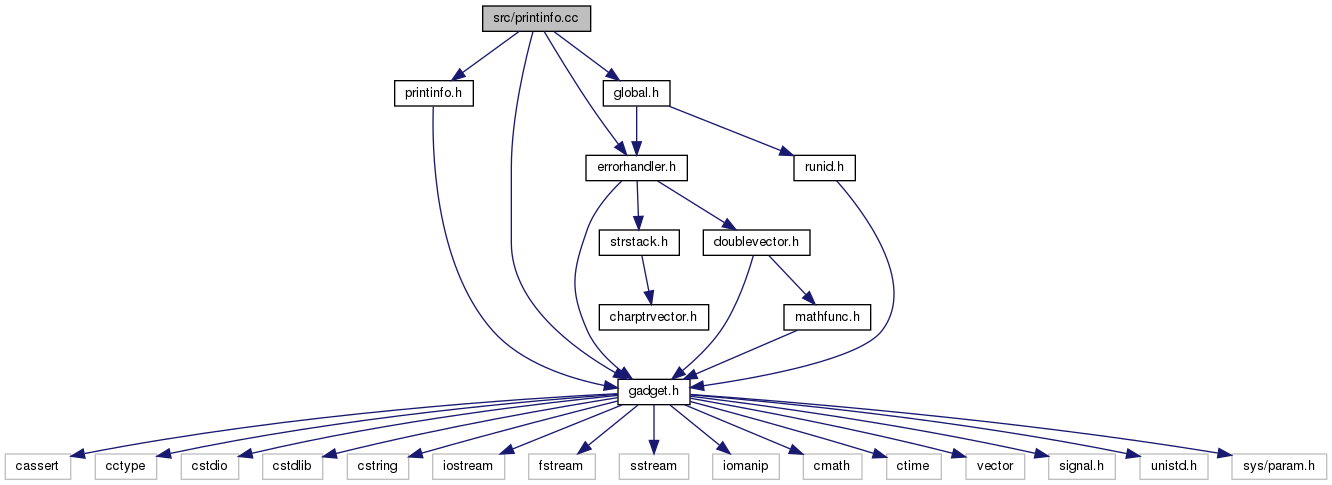 src/printinfo.cc
printinfo.h
global.h
errorhandler.h
runid.h
strstack.h
doublevector.h
charptrvector.h
mathfunc.h
gadget.h
cassert
cctype
cstdio
cstdlib
cstring
iostream
fstream
sstream
iomanip
cmath
ctime
vector
signal.h
unistd.h
sys/param.h